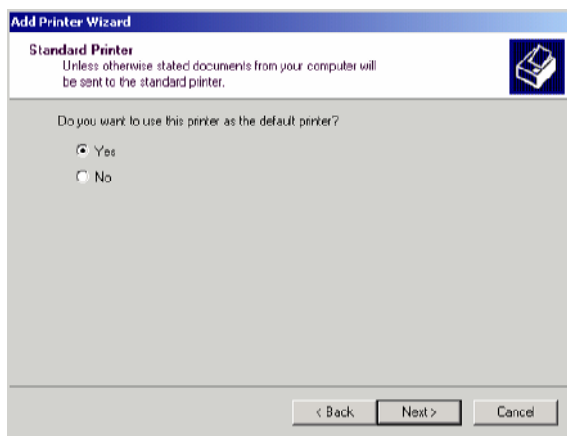 Add Printer Wizard
Standard Printer
Unless otherwise stated documents from your computer will
be sent to the standard printer.
Do you want to use this printer as the default printer?
Yes
No
< Back
Next >
Cancel